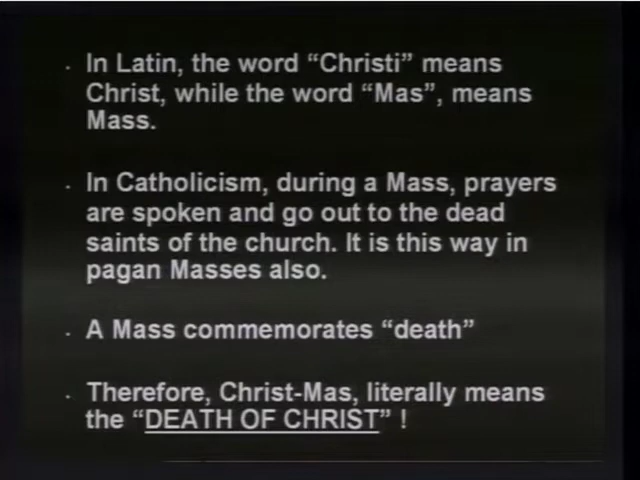 · In Latin, the word “Christi” means
Christ, while the word “Mas”, means
Mass.
· In Catholicism, during a Mass, prayers
are spoken and go out to the dead
saints of the church. It is this way in
pagan Masses also.
· A Mass commemorates “death”
· Therefore, Christ-Mas, literally means
the “DEATH OF CHRIST” !